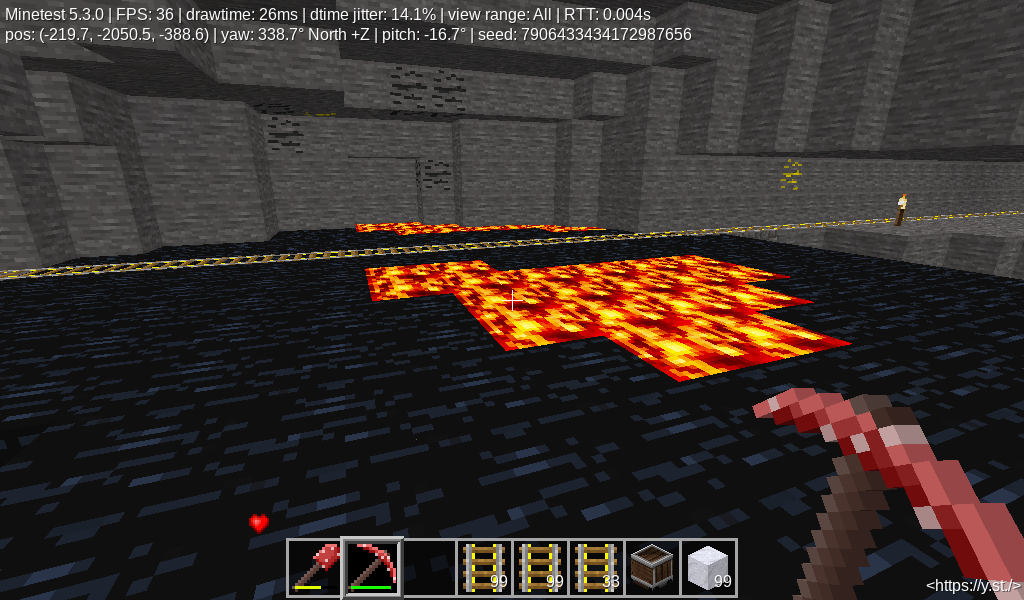 Minetest 5.3.0 | FPS: 36 | drawtime: 26ms | dtime jitter: 14.1% | view range: All | RTT: 0.004s
pos: (-219.7, -2050.5, -388.6) | yaw: 338.7° North +Z | pitch: -16.7° | seed: 7906433434172987656
99 99 33 99
<https://y.st./>